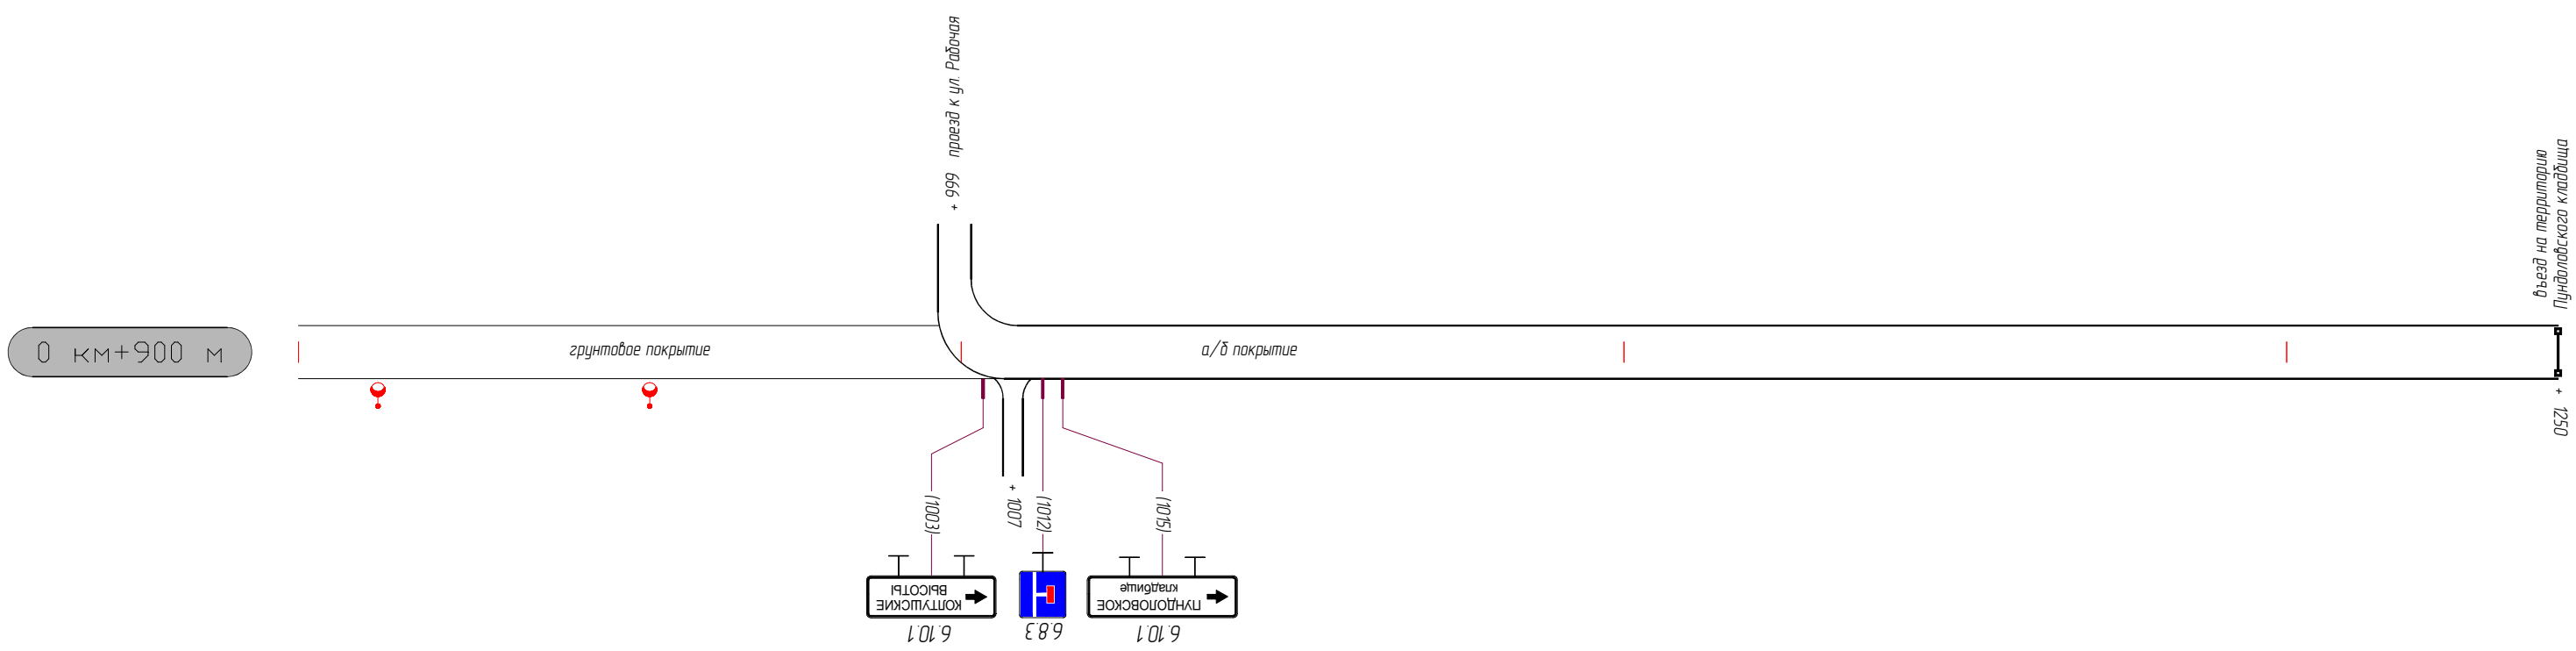 + 999 проезд к ул. Рабочая
въезд на территорию
Пундоловского кладбища
0 км+900 м
грунтовое покрытие
а/б покрытие
+ 1250
(1003)
+ 1007
(1012)
(1015)
КОЛТУШСКИЕ
ВЫСОТЫ
6.10.1
6.8.3
ПУНДОЛОВСКОЕ
кладбище
6.10.1